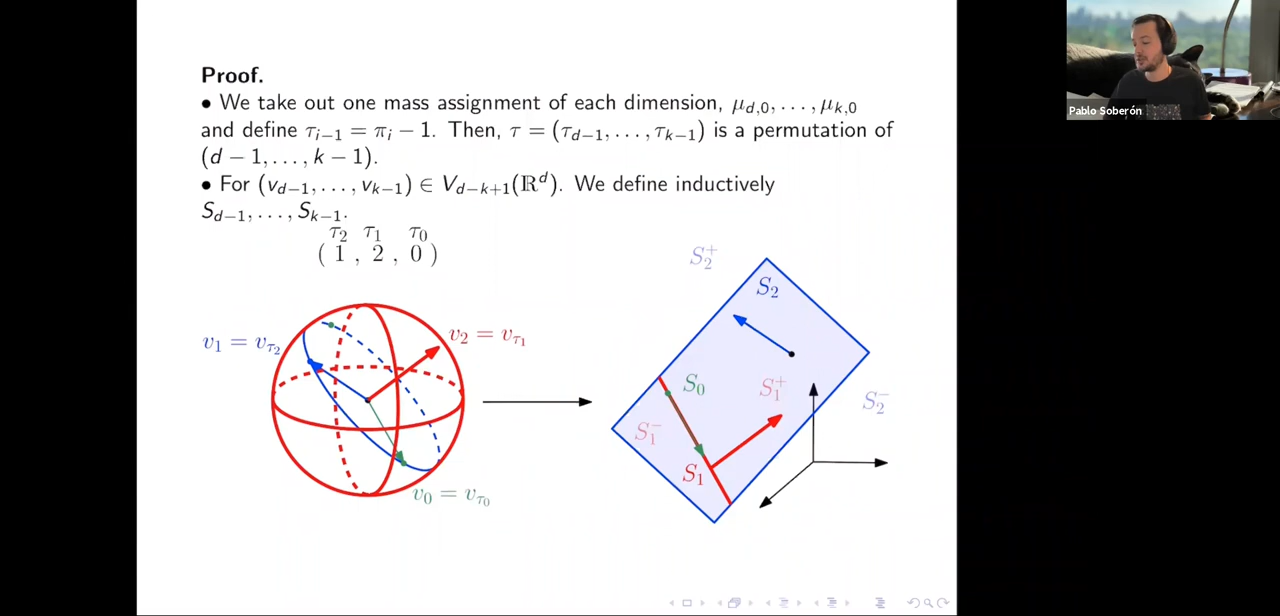 Proof.
• We take out one mass assignment of each dimension, μ_{d,0}, . . . , μ_{k,0}
and define τ_{i−1} = π_i − 1. Then, τ = (τ_{d−1}, . . . , τ_{k−1}) is a permutation of
(d − 1, . . . , k − 1).
• For (v_{d−1}, . . . , v_{k−1}) ∈ V_{d−k+1}(ℝ^d). We define inductively
S_{d−1}, . . . , S_{k−1}.
τ_2 τ_1 τ_0
( 1 , 2 , 0 )
v_1 = v_{τ_2}
v_2 = v_{τ_1}
v_0 = v_{τ_0}
S_2^+
S_2
S_0
S_1^+
S_2^−
S_1^−
S_1
Pablo Soberón